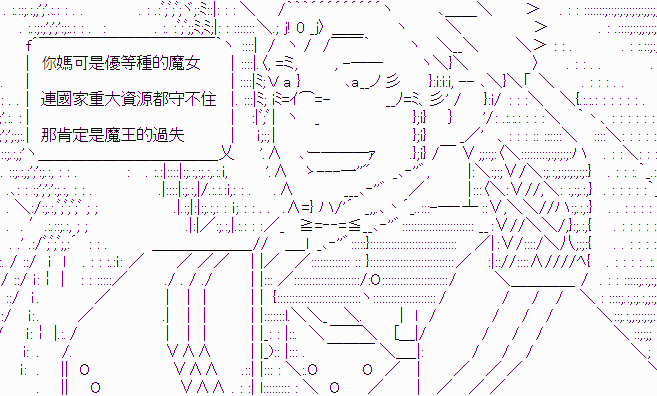 你媽可是優等種的魔女
連國家重大資源都守不住
那肯定是魔王的過失